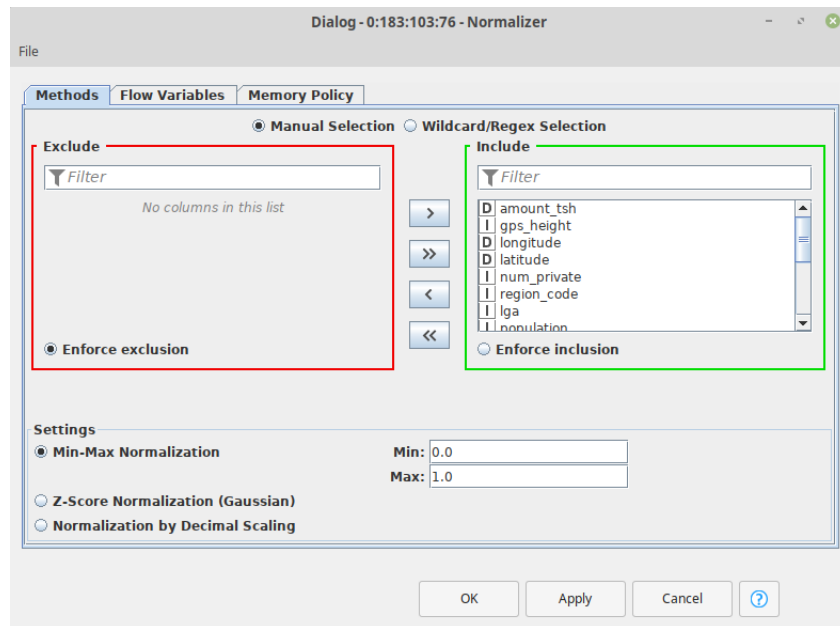 Dialog - 0:183:103:76 - Normalizer
File
Methods Flow Variables Memory Policy
Manual Selection Wildcard/Regex Selection
Exclude
Filter
No columns in this list
Enforce exclusion
>
»
<
«
Include
Filter
D amount_tsh
I gps_height
D longitude
D latitude
I num_private
I region_code
I lga
I population
Enforce inclusion
Settings
Min-Max Normalization Min: 0.0
Max: 1.0
Z-Score Normalization (Gaussian)
Normalization by Decimal Scaling
OK Apply Cancel ?